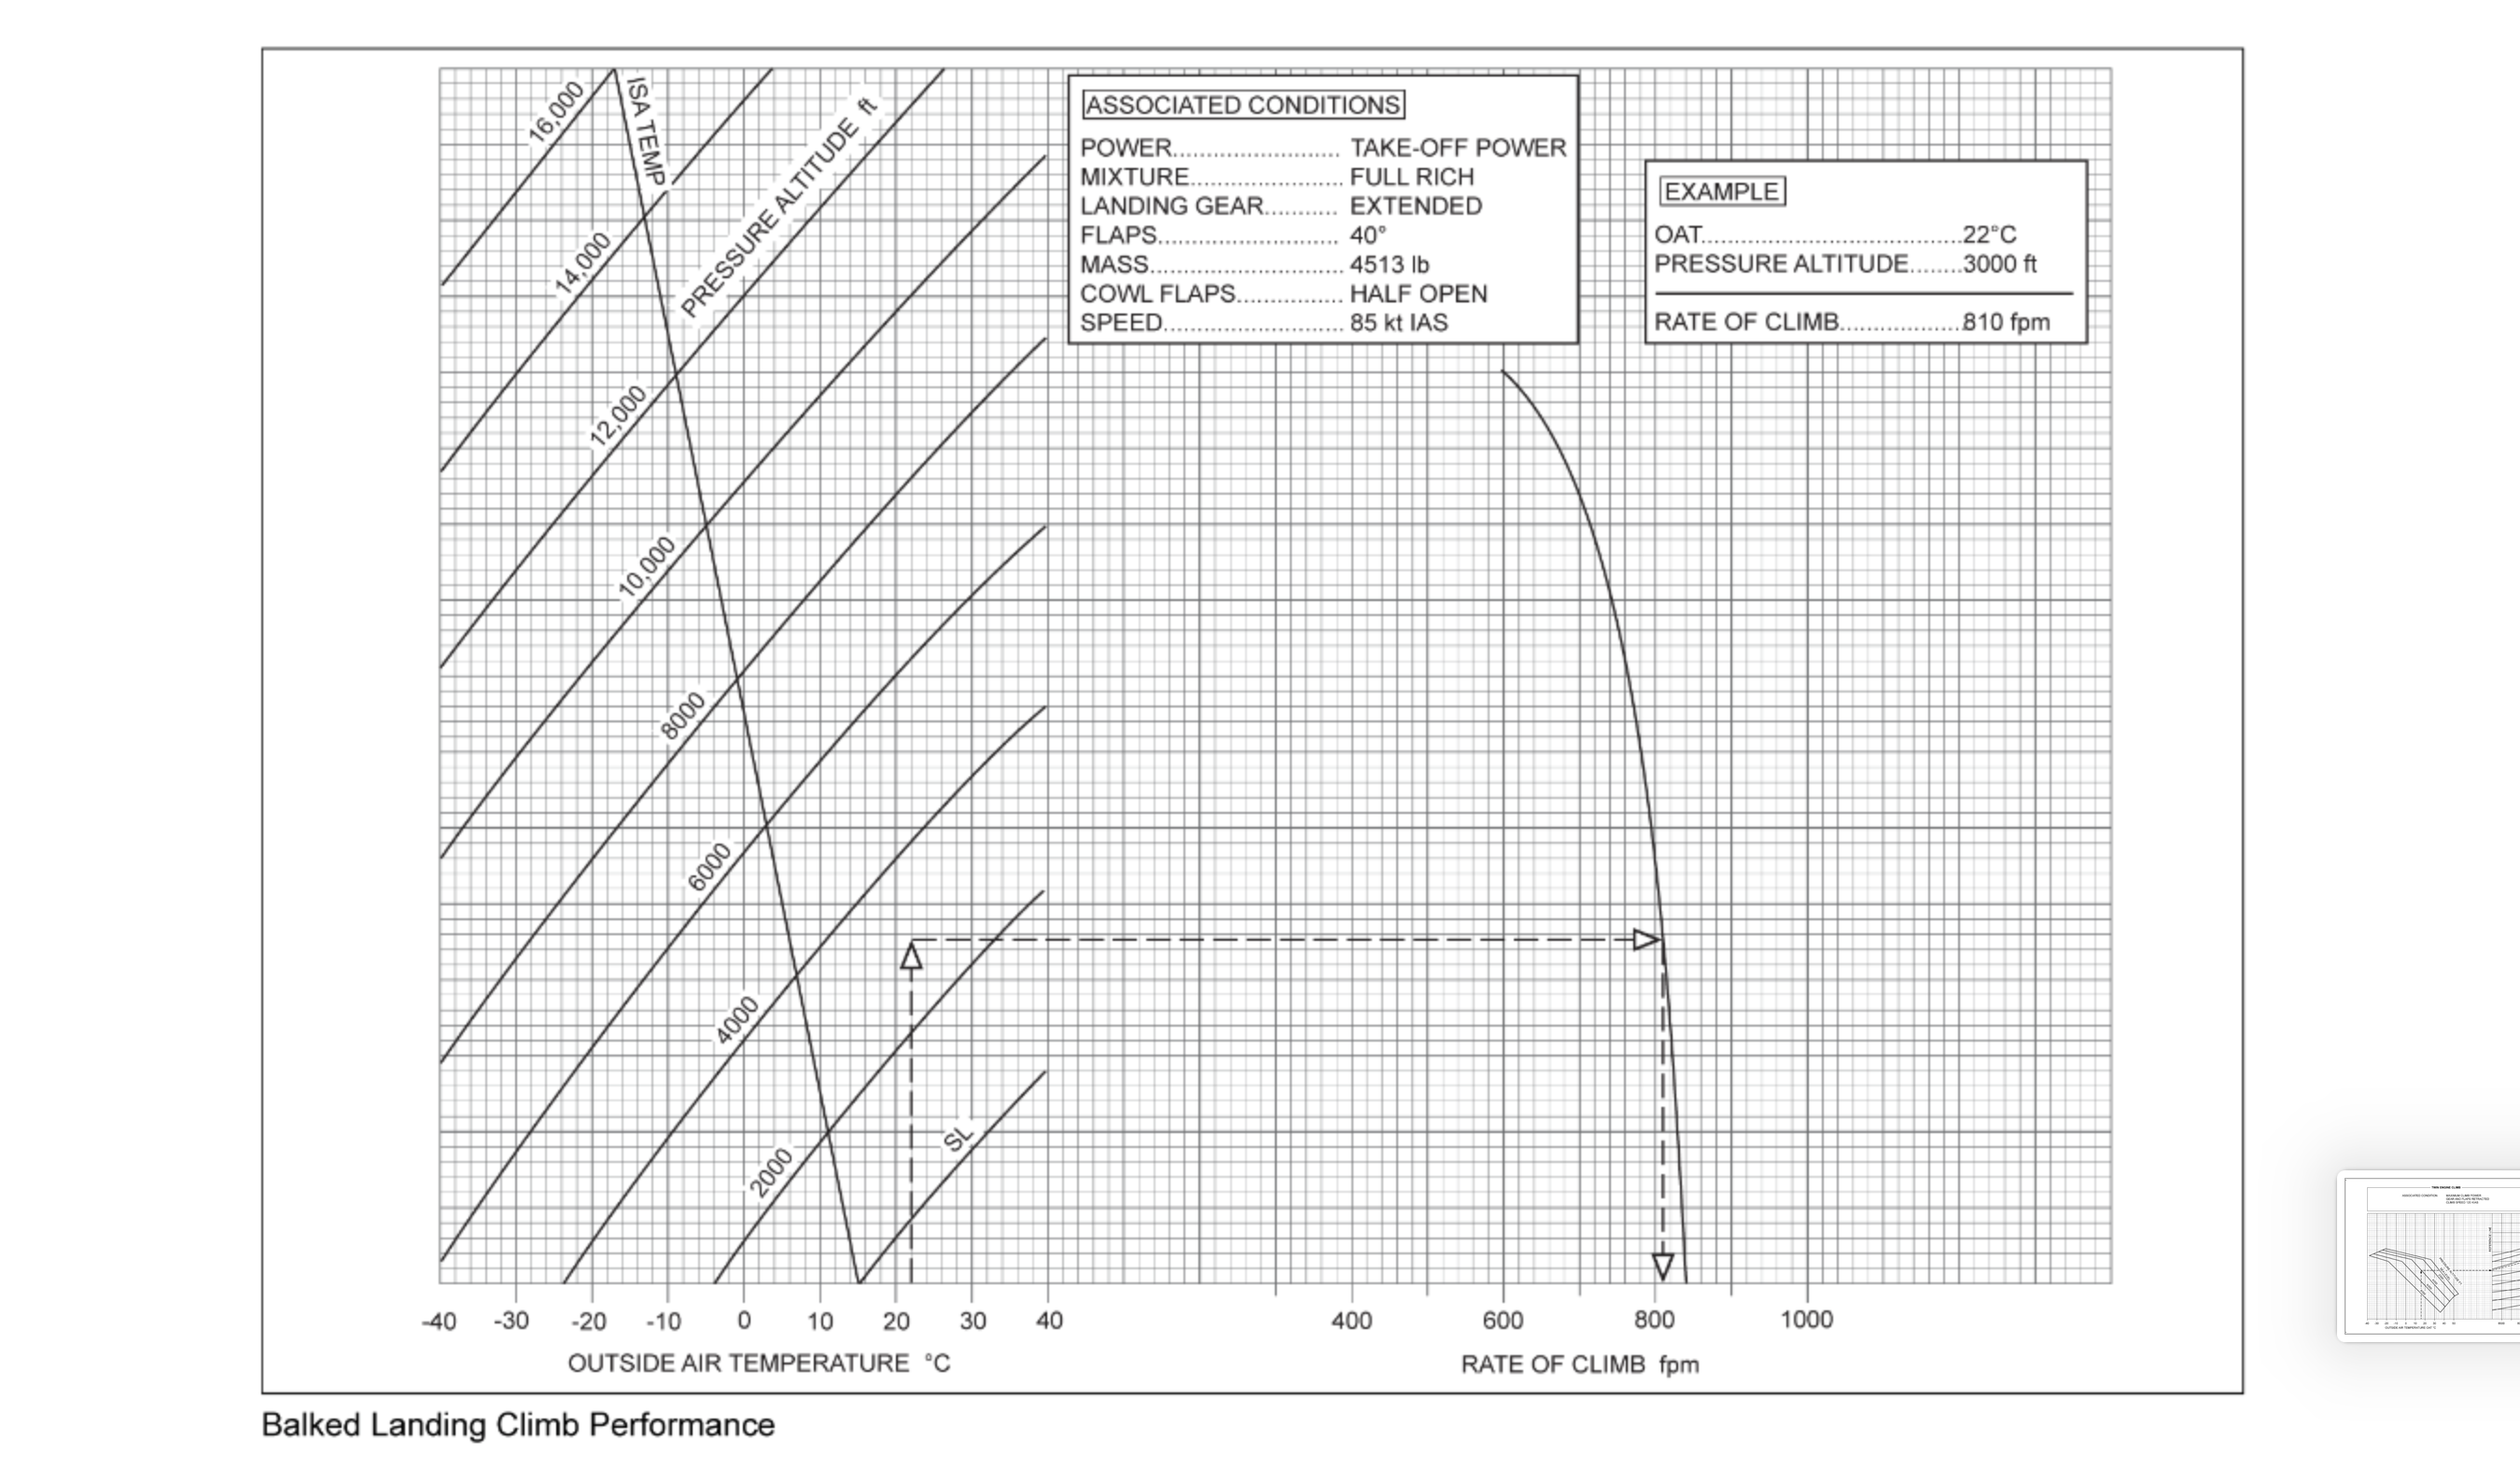 16,000
ISA TEMP
14,000
PRESSURE ALTITUDE ft
12,000
10,000
8000
6000
4000
2000
SL
ASSOCIATED CONDITIONS
POWER......................... TAKE-OFF POWER
MIXTURE....................... FULL RICH
LANDING GEAR........... EXTENDED
FLAPS........................... 40°
MASS............................. 4513 lb
COWL FLAPS................ HALF OPEN
SPEED........................... 85 kt IAS
EXAMPLE
OAT.......................................22°C
PRESSURE ALTITUDE........3000 ft
RATE OF CLIMB..................810 fpm
-40 -30 -20 -10 0 10 20 30 40 400 600 800 1000
OUTSIDE AIR TEMPERATURE °C RATE OF CLIMB fpm
Balked Landing Climb Performance